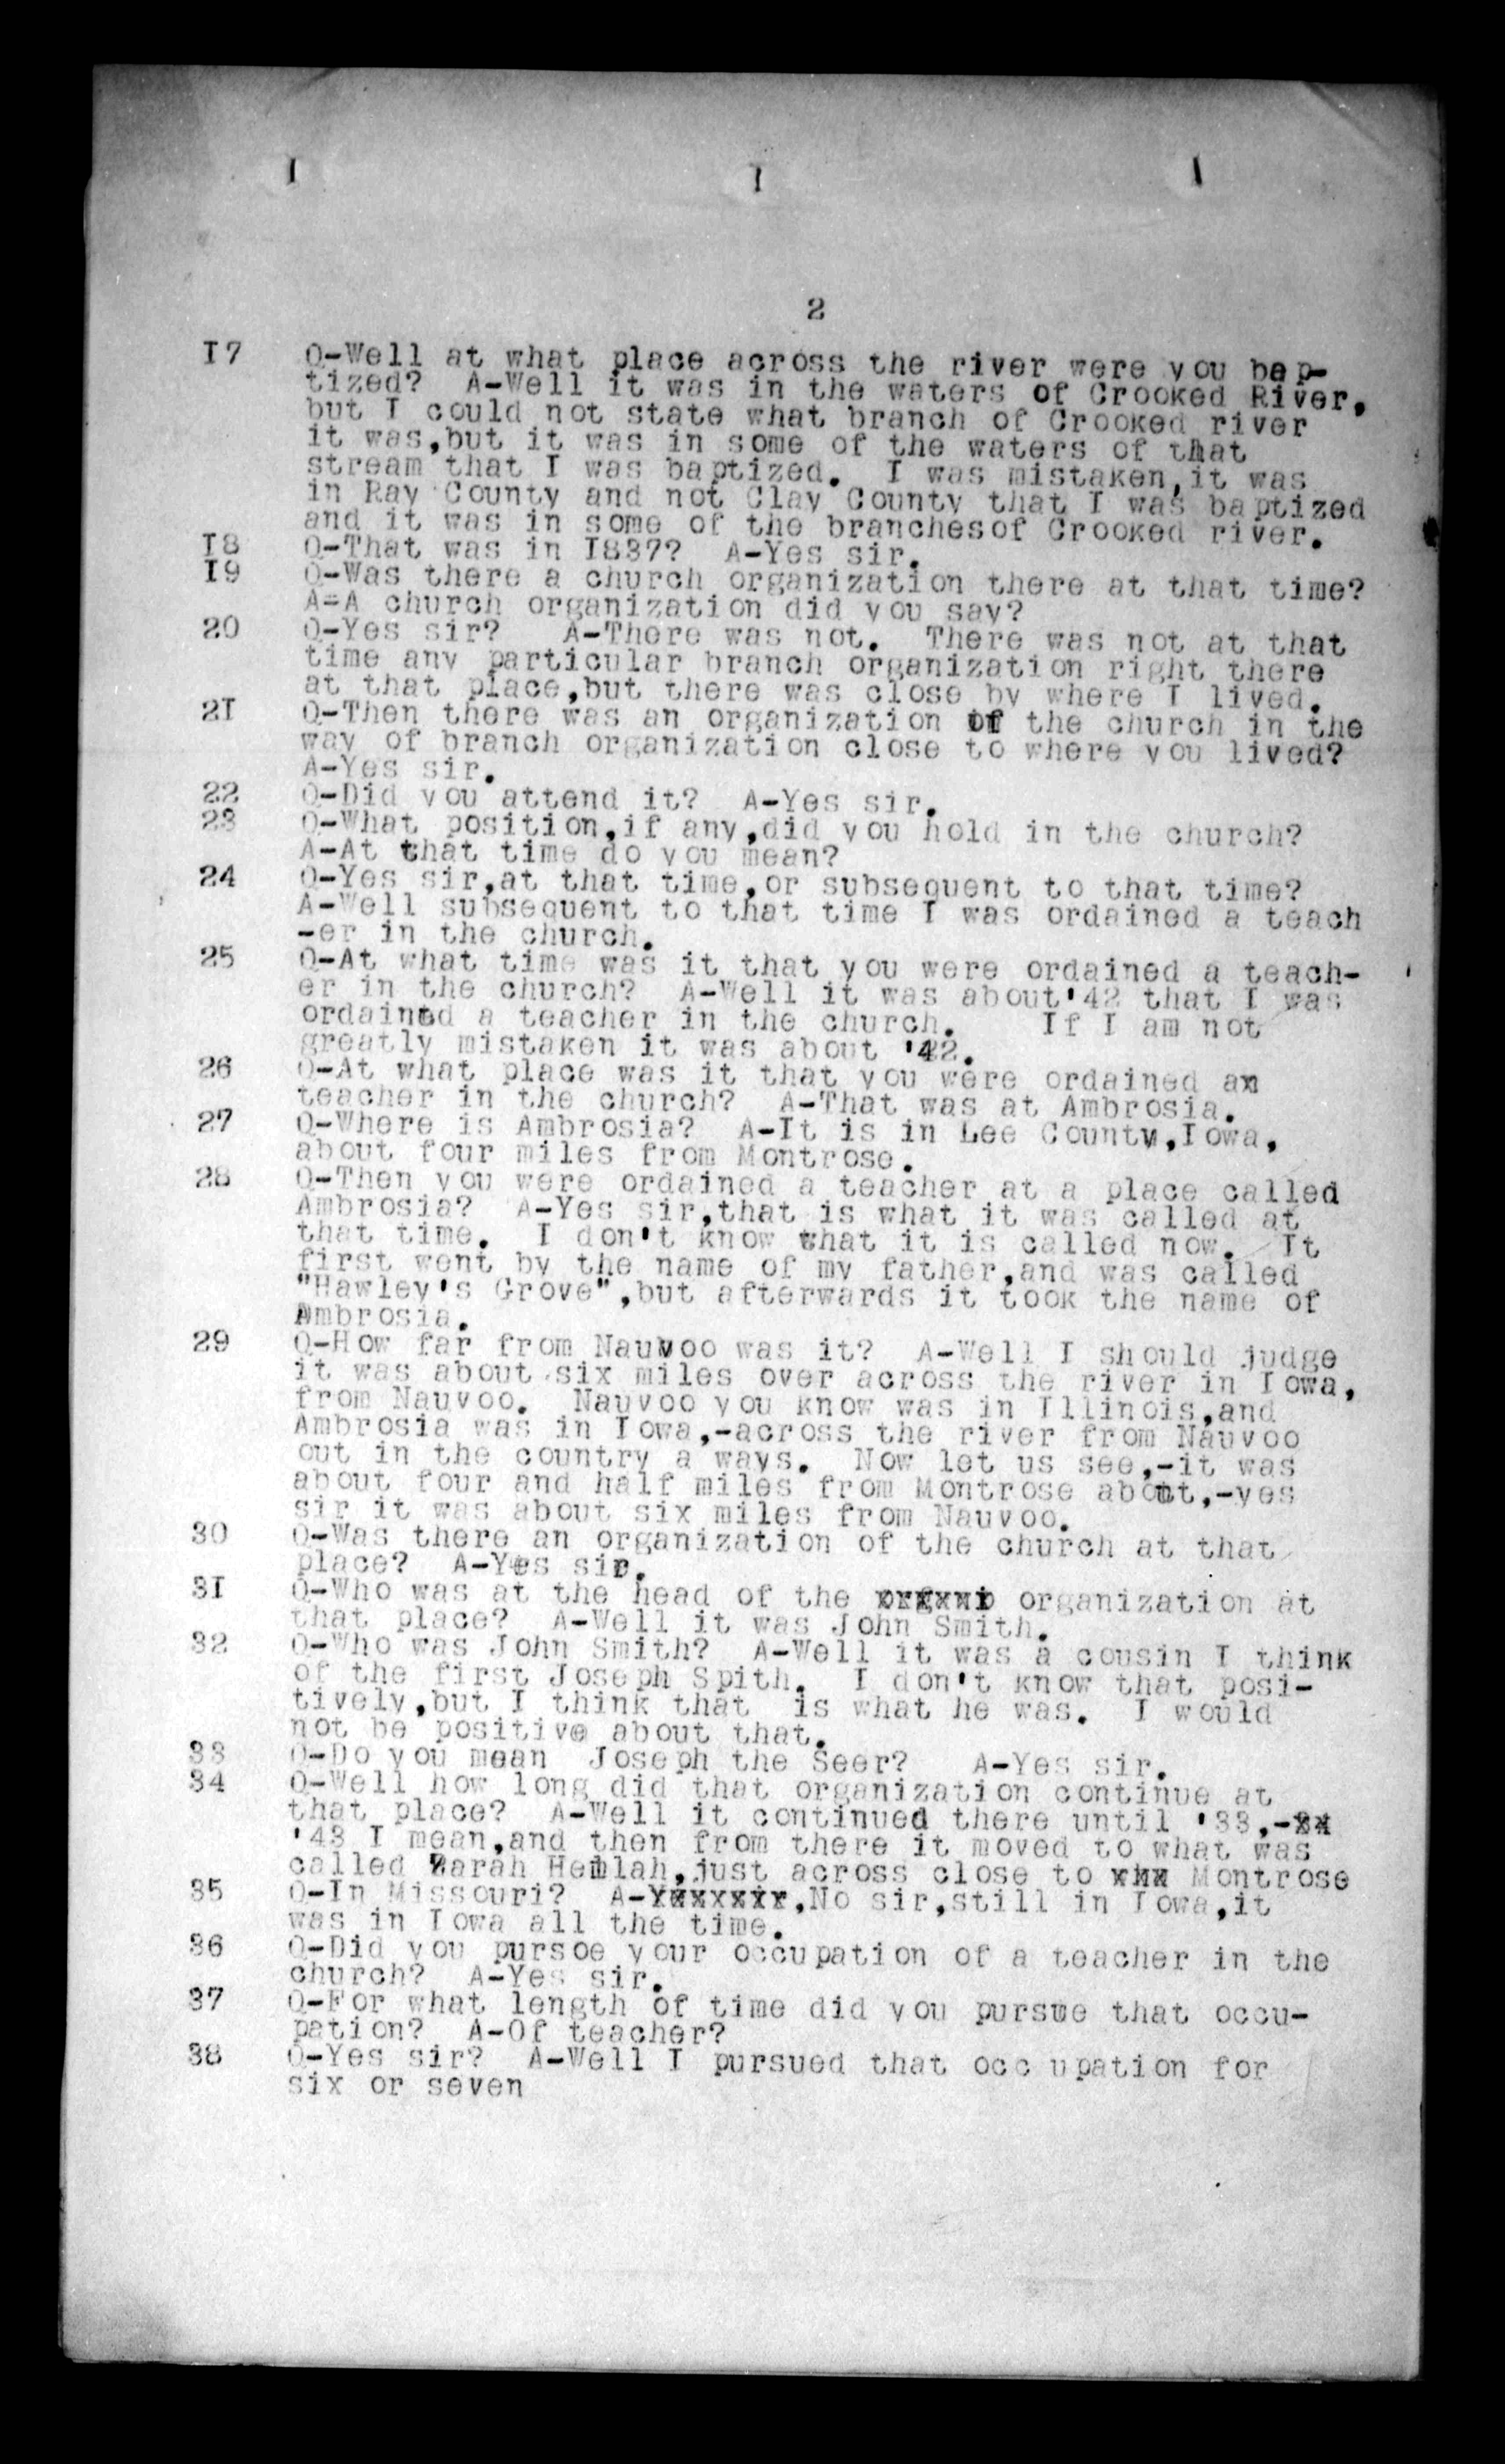 2
17 Q-Well at what place across the river were you bap-
tized? A-Well it was in the waters of Crooked River,
but I could not state what branch of Crooked river
it was,but it was in some of the waters of that
stream that I was baptized. I was mistaken,it was
in Ray County and not Clay County that I was baptized
and it was in some of the branchesof Crooked river.
18 Q-That was in 1837? A-Yes sir.
19 Q-Was there a church organization there at that time?
A=A church organization did you say?
20 Q-Yes sir? A-There was not. There was not at that
time any particular branch organization right there
at that place,but there was close by where I lived.
21 Q-Then there was an organization of the church in the
way of branch organization close to where you lived?
A-Yes sir.
22 Q-Did you attend it? A-Yes sir.
23 Q-What position,if any,did you hold in the church?
A-At that time do you mean?
24 Q-Yes sir,at that time,or subsequent to that time?
A-Well subsequent to that time I was ordained a teach
-er in the church.
25 Q-At what time was it that you were ordained a teach-
er in the church? A-Well it was about'42 that I was
ordained a teacher in the church. If I am not
greatly mistaken it was about '42.
26 Q-At what place was it that you were ordained a
teacher in the church? A-That was at Ambrosia.
27 Q-Where is Ambrosia? A-It is in Lee County,Iowa,
about four miles from Montrose.
28 Q-Then you were ordained a teacher at a place called
Ambrosia? A-Yes sir,that is what it was called at
that time. I don't know what it is called now. It
first went by the name of my father,and was called
"Hawley's Grove",but afterwards it took the name of
Ambrosia.
29 Q-How far from Nauvoo was it? A-Well I should judge
it was about six miles over across the river in Iowa,
from Nauvoo. Nauvoo you know was in Illinois,and
Ambrosia was in Iowa,-across the river from Nauvoo
out in the country a ways. Now let us see,-it was
about four and half miles from Montrose about,-yes
sir it was about six miles from Nauvoo.
30 Q-Was there an organization of the church at that
place? A-Yes sir.
31 Q-Who was at the head of the organization at
that place? A-Well it was John Smith.
32 Q-Who was John Smith? A-Well it was a cousin I think
of the first Joseph Spith. I don't know that posi-
tively,but I think that is what he was. I would
not be positive about that.
33 Q-Do you mean Joseph the Seer? A-Yes sir.
34 Q-Well how long did that organization continue at
that place? A-Well it continued there until '33,-
'43 I mean,and then from there it moved to what was
called Zarah Hemlah,just across close to Montrose
35 Q-In Missouri? A-,No sir,still in Iowa,it
was in Iowa all the time.
36 Q-Did you pursoe your occupation of a teacher in the
church? A-Yes sir.
37 Q-For what length of time did you pursue that occu-
pation? A-Of teacher?
38 Q-Yes sir? A-Well I pursued that occupation for
six or seven